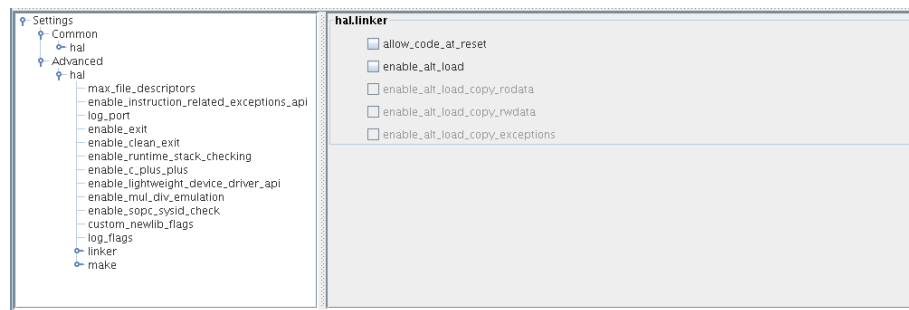 Settings
Common
hal
Advanced
hal
max_file_descriptors
enable_instruction_related_exceptions_api
log_port
enable_exit
enable_clean_exit
enable_runtime_stack_checking
enable_c_plus_plus
enable_lightweight_device_driver_api
enable_mul_div_emulation
enable_sopc_sysid_check
custom_newlib_flags
log_flags
linker
make
hal.linker
allow_code_at_reset
enable_alt_load
enable_alt_load_copy_rodata
enable_alt_load_copy_rwdata
enable_alt_load_copy_exceptions